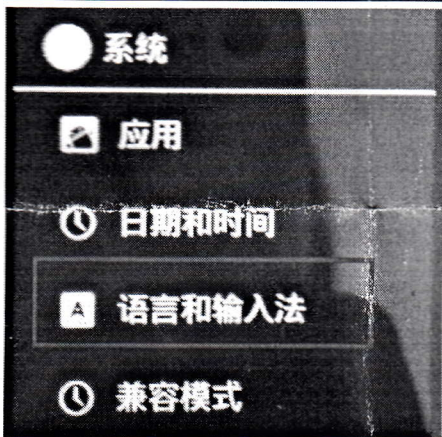 系统
应用
日期和时间
语言和输入法
兼容模式